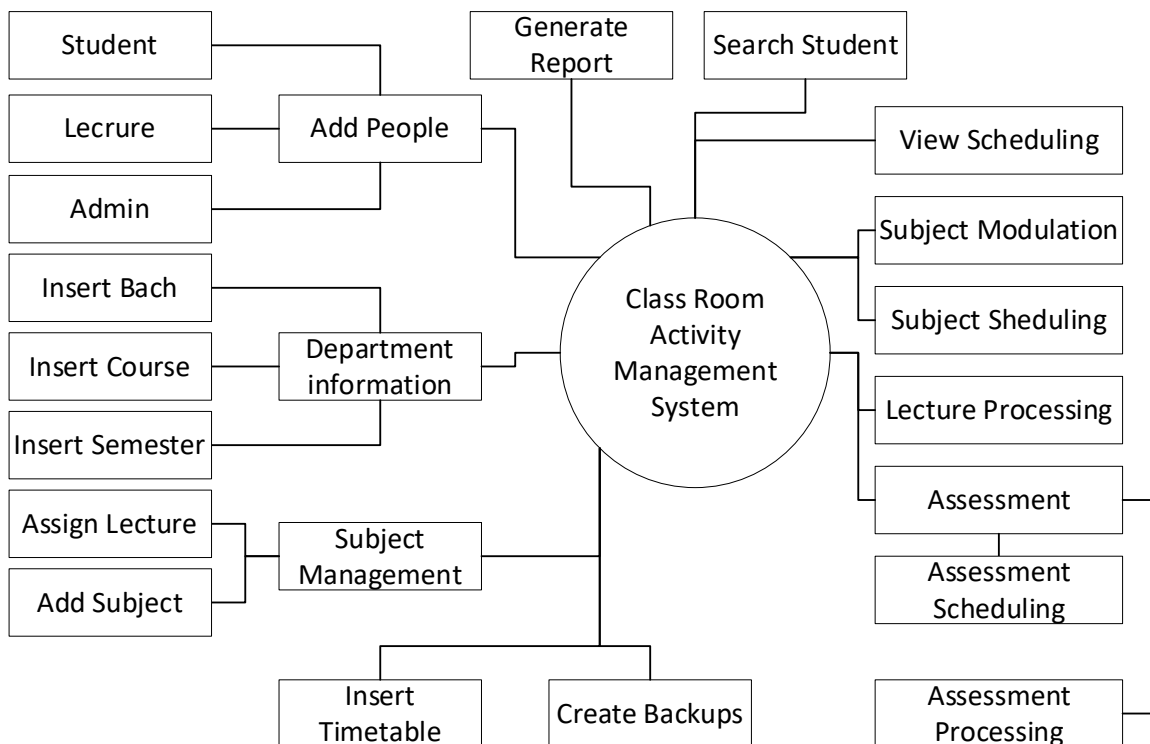 Student
Generate
Report
Search Student
Lecrure
Add People
View Scheduling
Admin
Subject Modulation
Insert Bach
Class Room
Activity
Management
System
Subject Sheduling
Insert Course
Department
information
Lecture Processing
Insert Semester
Assign Lecture
Assessment
Subject
Management
Add Subject
Assessment
Scheduling
Insert
Timetable
Create Backups
Assessment
Processing